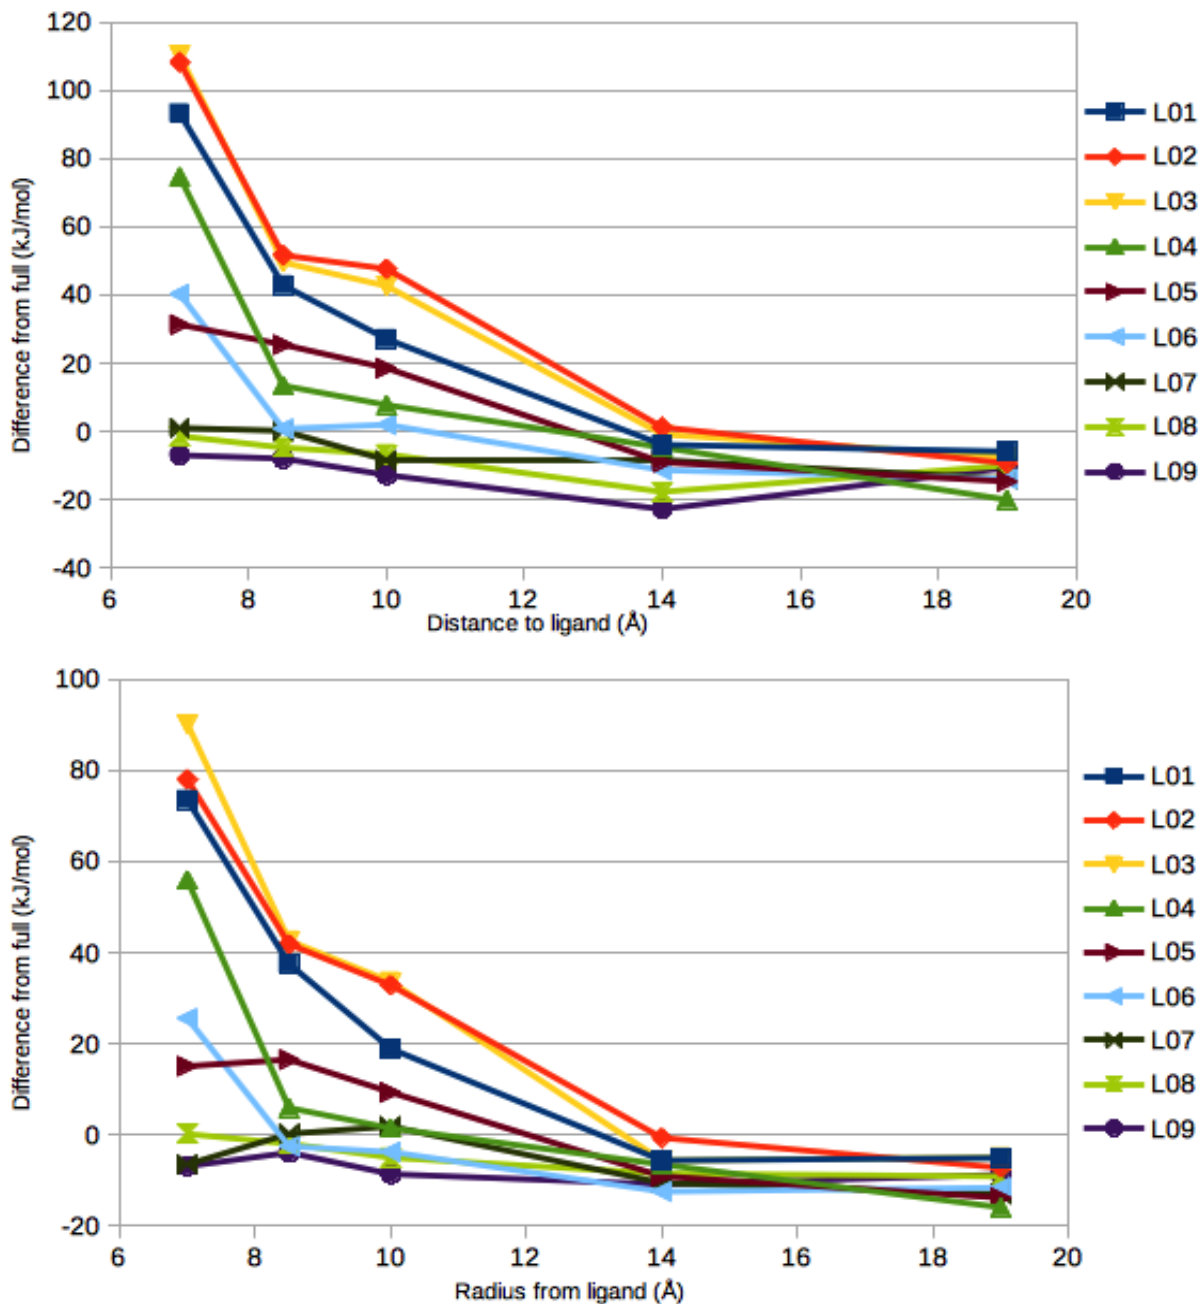 120
100
80
60
40
20
0
-20
-40
Difference from full (kJ/mol)
6 8 10 12 14 16 18 20
Distance to ligand (Å)
L01
L02
L03
L04
L05
L06
L07
L08
L09
100
80
60
40
20
0
-20
Difference from full (kJ/mol)
6 8 10 12 14 16 18 20
Radius from ligand (Å)
L01
L02
L03
L04
L05
L06
L07
L08
L09